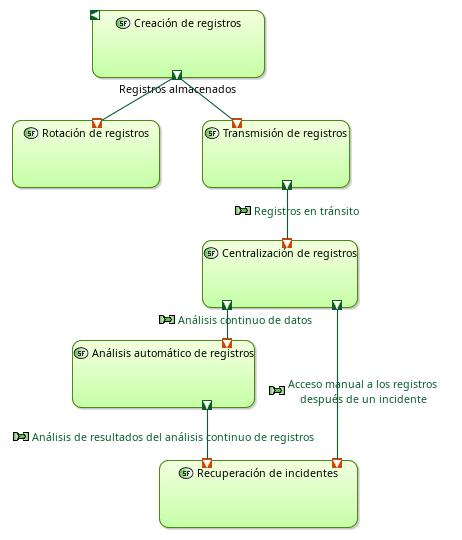 SF Creación de registros
Registros almacenados
SF Rotación de registros
SF Transmisión de registros
Registros en tránsito
SF Centralización de registros
Análisis continuo de datos
SF Análisis automático de registros
Acceso manual a los registros
después de un incidente
Análisis de resultados del análisis continuo de registros
SF Recuperación de incidentes